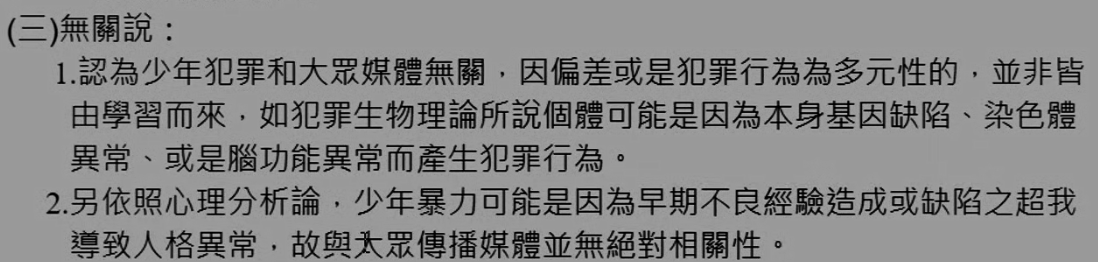 (三)無關說：
1.認為少年犯罪和大眾媒體無關，因偏差或是犯罪行為為多元性的，並非皆
由學習而來，如犯罪生物理論所說個體可能是因為本身基因缺陷、染色體
異常、或是腦功能異常而產生犯罪行為。
2.另依照心理分析論，少年暴力可能是因為早期不良經驗造成或缺陷之超我
導致人格異常，故與大眾傳播媒體並無絕對相關性。